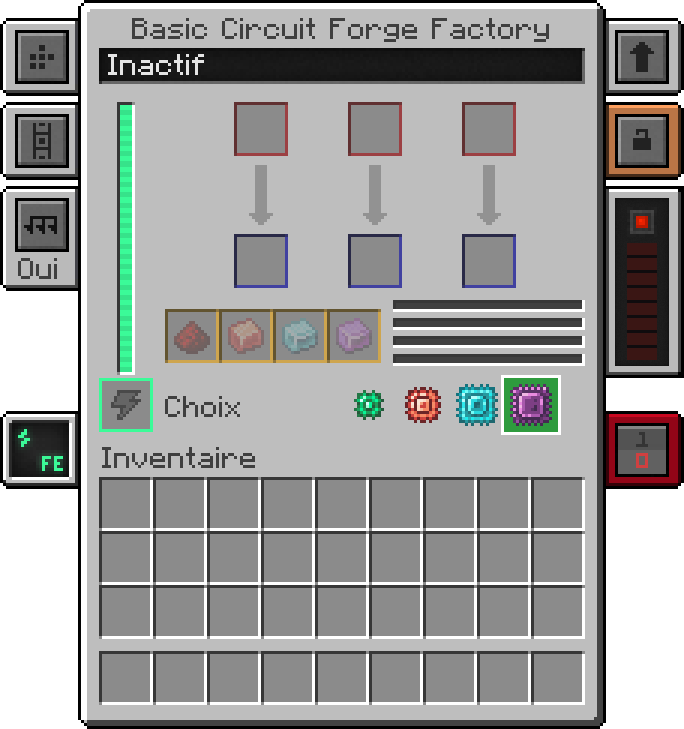 Basic Circuit Forge Factory
Inactif
Oui
Choix
FE
1
0
Inventaire